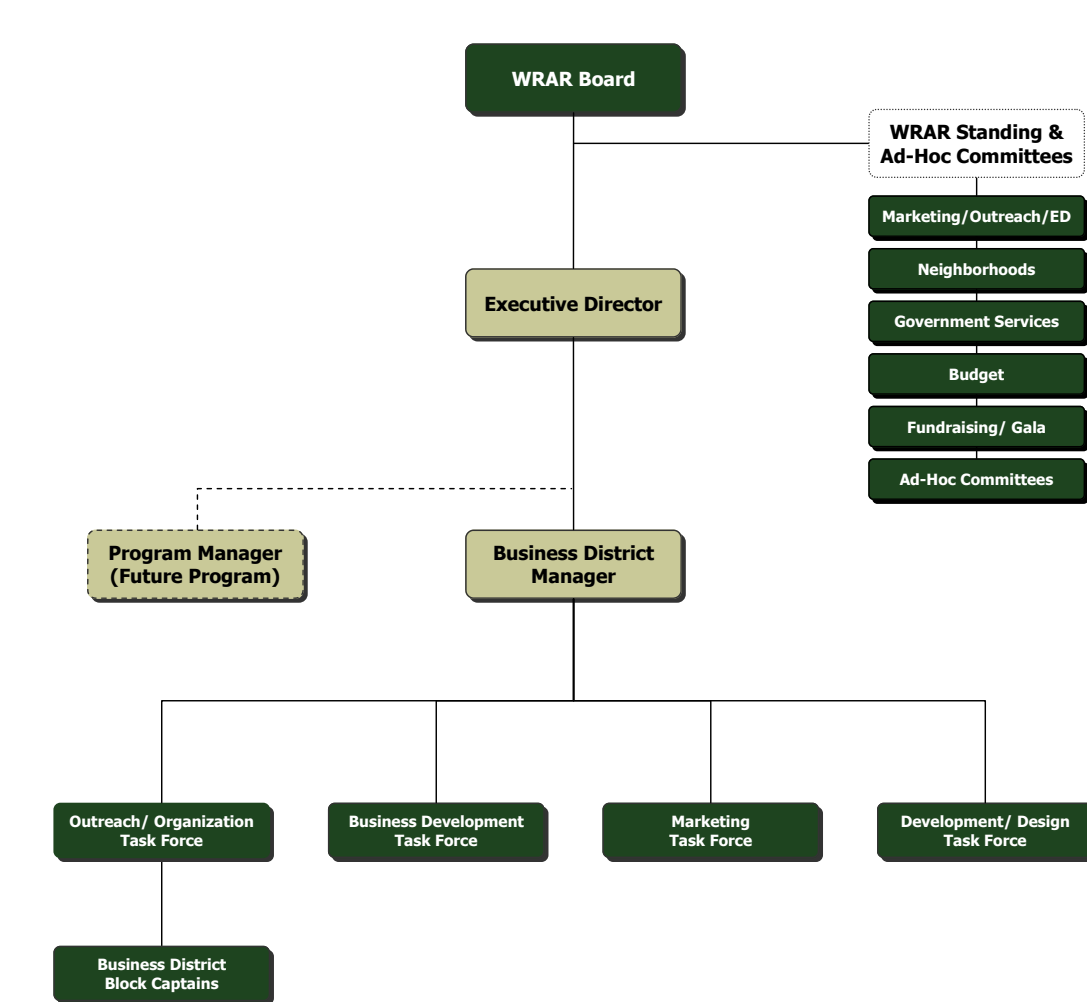 WRAR Board
WRAR Standing &
Ad-Hoc Committees
Marketing/Outreach/ED
Neighborhoods
Government Services
Budget
Fundraising/ Gala
Ad-Hoc Committees
Executive Director
Program Manager
(Future Program)
Business District
Manager
Outreach/ Organization
Task Force
Business Development
Task Force
Marketing
Task Force
Development/ Design
Task Force
Business District
Block Captains